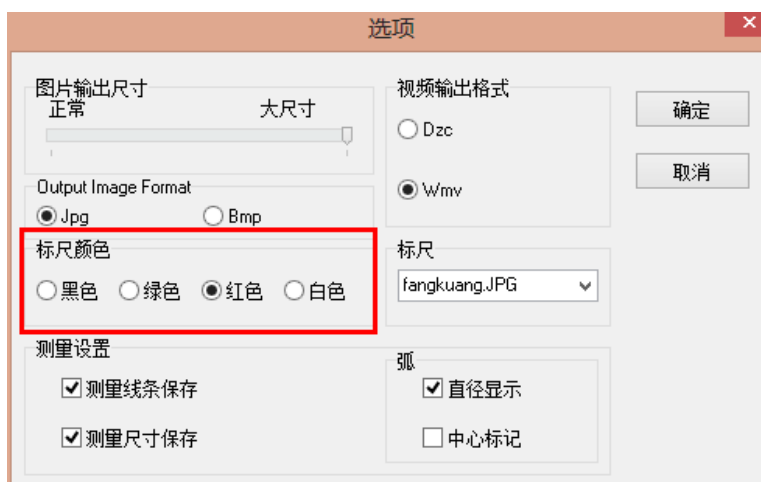 选项
图片输出尺寸
正常 大尺寸
视频输出格式
Dzc
Wmv
确定
取消
Output Image Format
Jpg Bmp
标尺颜色
黑色 绿色 红色 白色
标尺
fangkuang.JPG
测量设置
测量线条保存
测量尺寸保存
弧
直径显示
中心标记